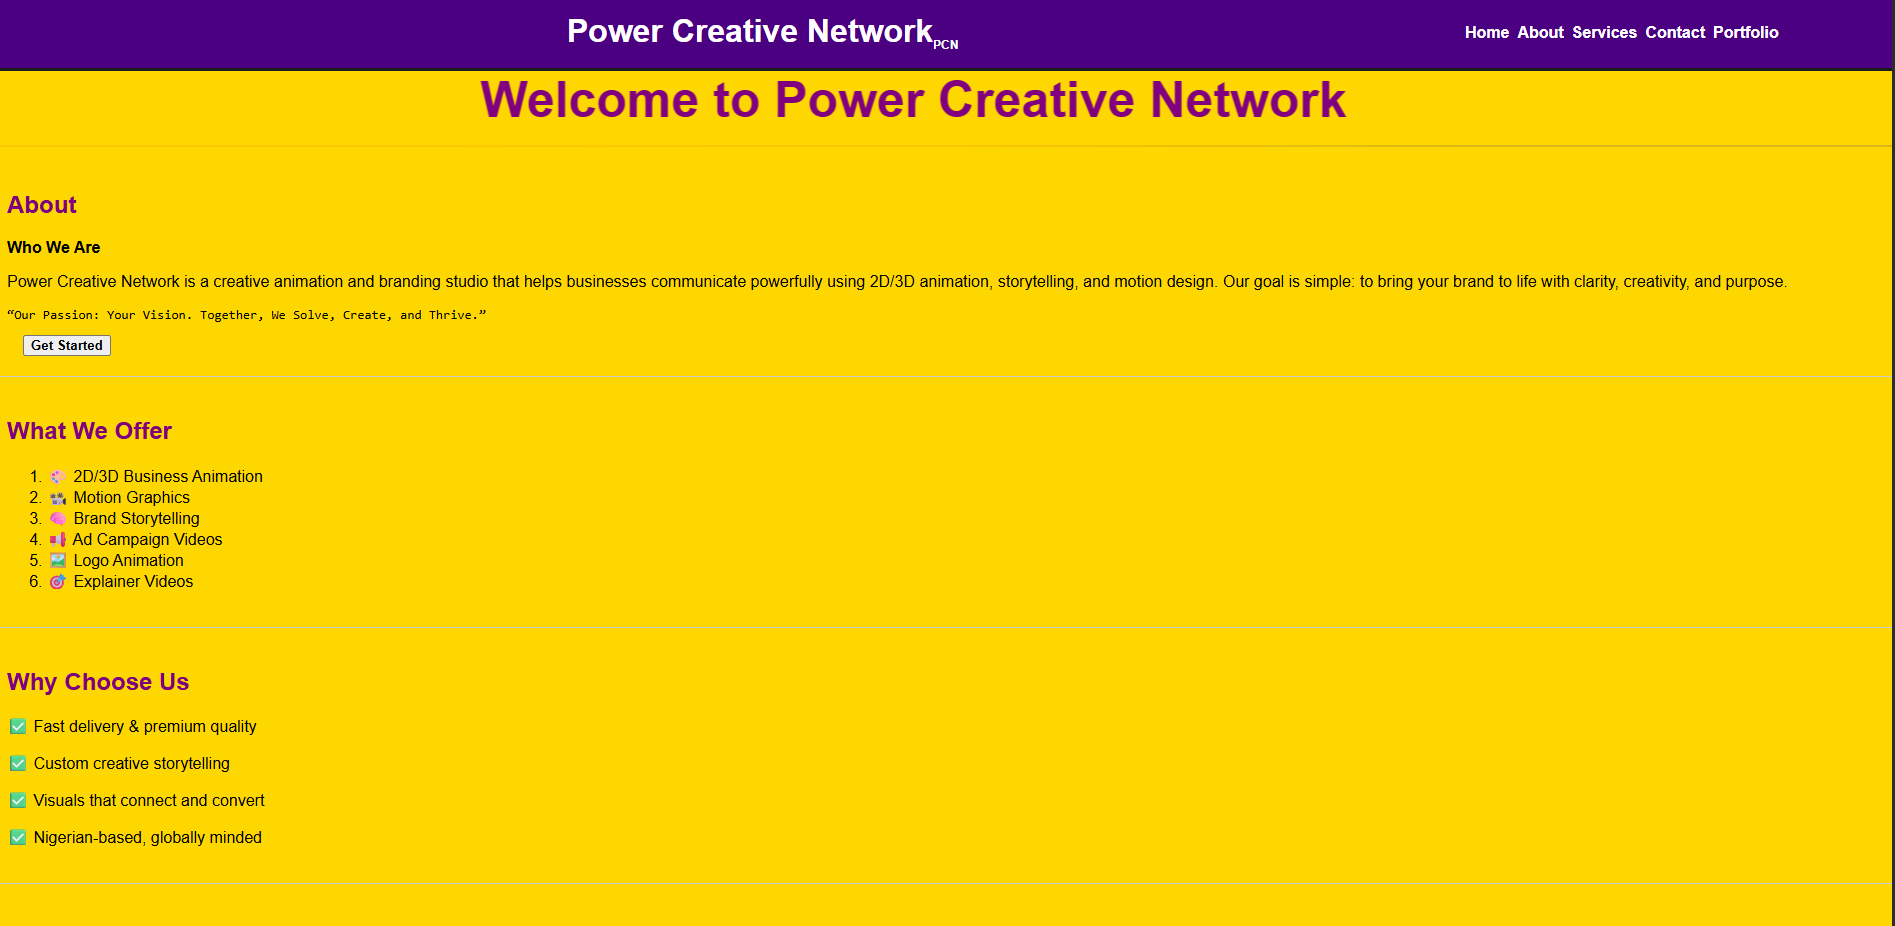 Power Creative Network PCN
Home About Services Contact Portfolio
Welcome to Power Creative Network
About
Who We Are
Power Creative Network is a creative animation and branding studio that helps businesses communicate powerfully using 2D/3D animation, storytelling, and motion design. Our goal is simple: to bring your brand to life with clarity, creativity, and purpose.
“Our Passion: Your Vision. Together, We Solve, Create, and Thrive.”
Get Started
What We Offer
1. 🎨 2D/3D Business Animation
2. 📽️ Motion Graphics
3. 🧠 Brand Storytelling
4. 📢 Ad Campaign Videos
5. 🖼️ Logo Animation
6. 🎯 Explainer Videos
Why Choose Us
✅ Fast delivery & premium quality
✅ Custom creative storytelling
✅ Visuals that connect and convert
✅ Nigerian-based, globally minded